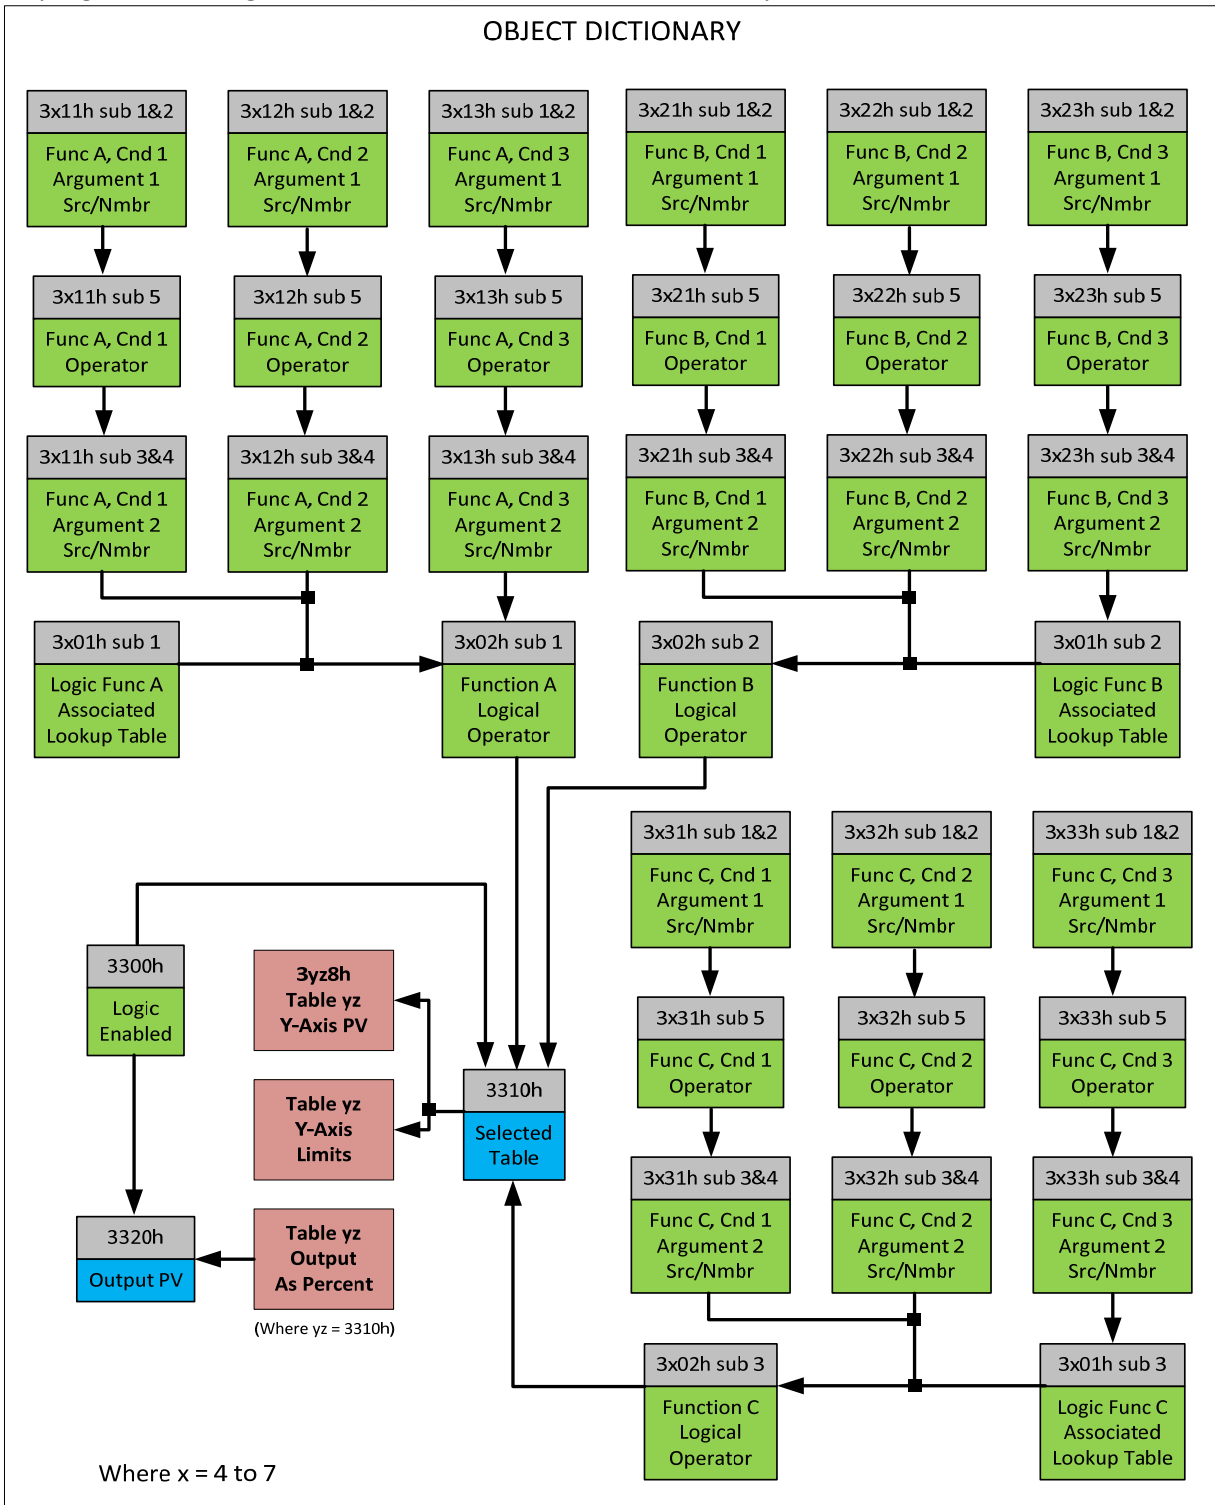 OBJECT DICTIONARY
3x11h sub 1&2
Func A, Cnd 1
Argument 1
Src/Nmbr
3x12h sub 1&2
Func A, Cnd 2
Argument 1
Src/Nmbr
3x13h sub 1&2
Func A, Cnd 3
Argument 1
Src/Nmbr
3x21h sub 1&2
Func B, Cnd 1
Argument 1
Src/Nmbr
3x22h sub 1&2
Func B, Cnd 2
Argument 1
Src/Nmbr
3x23h sub 1&2
Func B, Cnd 3
Argument 1
Src/Nmbr
3x11h sub 5
Func A, Cnd 1
Operator
3x12h sub 5
Func A, Cnd 2
Operator
3x13h sub 5
Func A, Cnd 3
Operator
3x21h sub 5
Func B, Cnd 1
Operator
3x22h sub 5
Func B, Cnd 2
Operator
3x23h sub 5
Func B, Cnd 3
Operator
3x11h sub 3&4
Func A, Cnd 1
Argument 2
Src/Nmbr
3x12h sub 3&4
Func A, Cnd 2
Argument 2
Src/Nmbr
3x13h sub 3&4
Func A, Cnd 3
Argument 2
Src/Nmbr
3x21h sub 3&4
Func B, Cnd 1
Argument 2
Src/Nmbr
3x22h sub 3&4
Func B, Cnd 2
Argument 2
Src/Nmbr
3x23h sub 3&4
Func B, Cnd 3
Argument 2
Src/Nmbr
3x01h sub 1
Logic Func A
Associated
Lookup Table
3x02h sub 1
Function A
Logical
Operator
3x02h sub 2
Function B
Logical
Operator
3x01h sub 2
Logic Func B
Associated
Lookup Table
3x31h sub 1&2
Func C, Cnd 1
Argument 1
Src/Nmbr
3x32h sub 1&2
Func C, Cnd 2
Argument 1
Src/Nmbr
3x33h sub 1&2
Func C, Cnd 3
Argument 1
Src/Nmbr
3300h
Logic
Enabled
3yz8h
Table yz
Y-Axis PV
3x31h sub 5
Func C, Cnd 1
Operator
3x32h sub 5
Func C, Cnd 2
Operator
3x33h sub 5
Func C, Cnd 3
Operator
Table yz
Y-Axis
Limits
3310h
Selected
Table
3x31h sub 3&4
Func C, Cnd 1
Argument 2
Src/Nmbr
3x32h sub 3&4
Func C, Cnd 2
Argument 2
Src/Nmbr
3x33h sub 3&4
Func C, Cnd 3
Argument 2
Src/Nmbr
3320h
Output PV
Table yz
Output
As Percent
(Where yz = 3310h)
3x02h sub 3
Function C
Logical
Operator
3x01h sub 3
Logic Func C
Associated
Lookup Table
Where x = 4 to 7